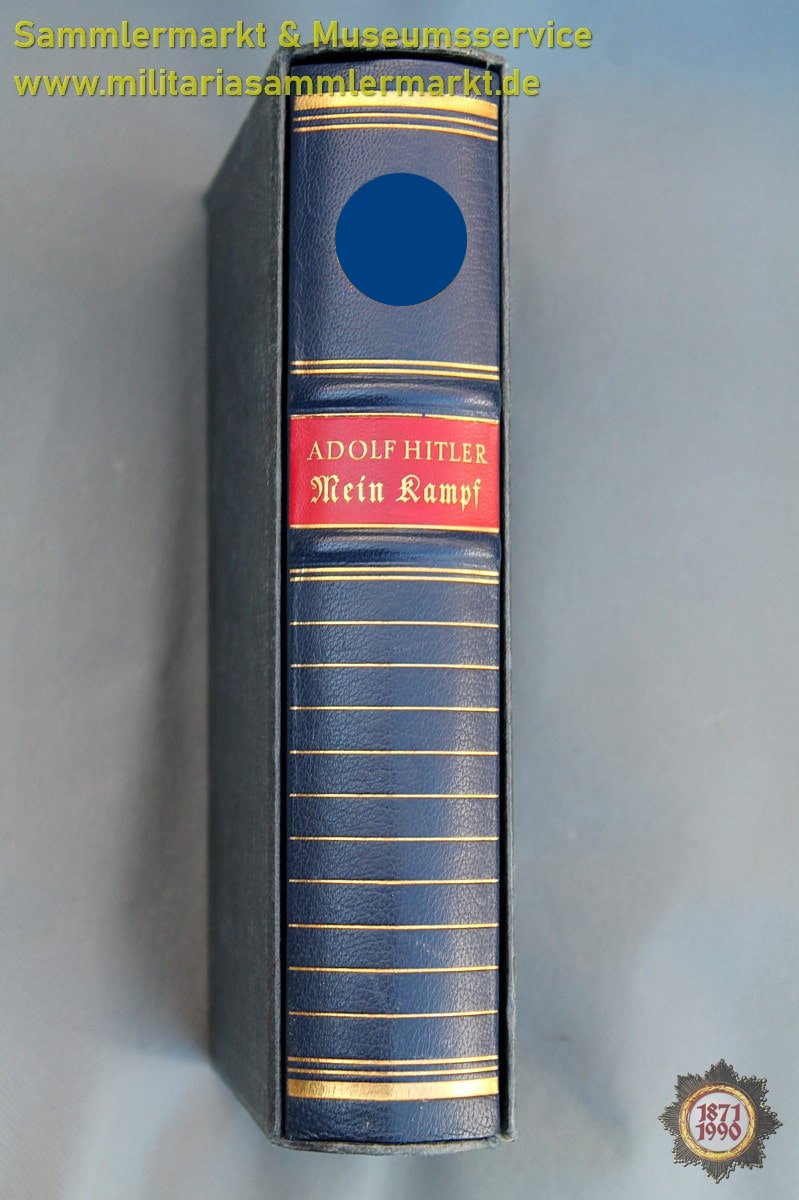 Sammlermarkt & Museumsservice
www.militariasammlermarkt.de
ADOLF HITLER
Mein Kampf
1871
1990